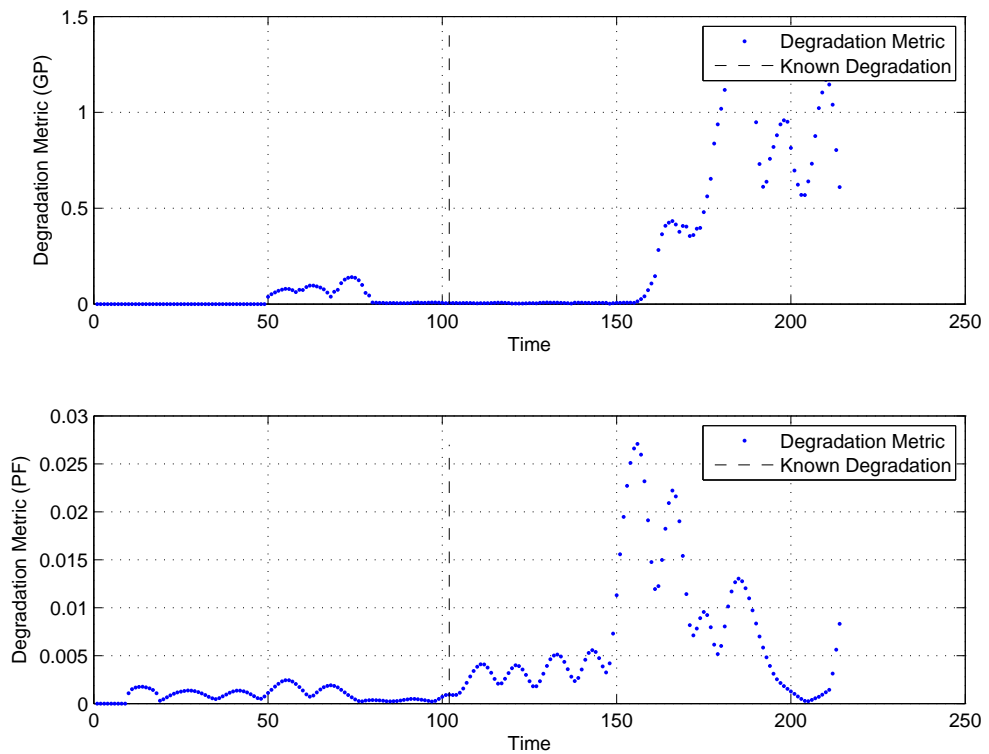 1.5
1
0.5
0
0
50
100
150
200
250
Degradation Metric (GP)
Time
Degradation Metric
Known Degradation
0.03
0.025
0.02
0.015
0.01
0.005
0
0
50
100
150
200
250
Degradation Metric (PF)
Time
Degradation Metric
Known Degradation